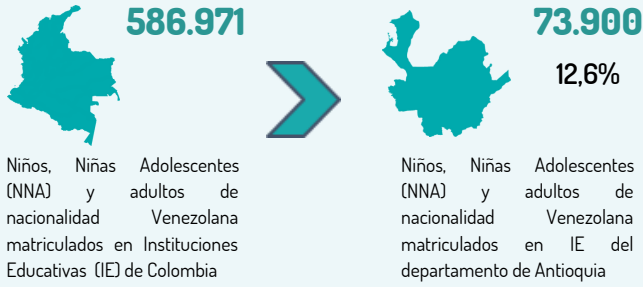 586.971
Niños, Niñas Adolescentes
(NNA) y adultos de
nacionalidad Venezolana
matriculados en Instituciones
Educativas (IE) de Colombia
73.900
12,6%
Niños, Niñas Adolescentes
(NNA) y adultos de
nacionalidad Venezolana
matriculados en IE del
departamento de Antioquia